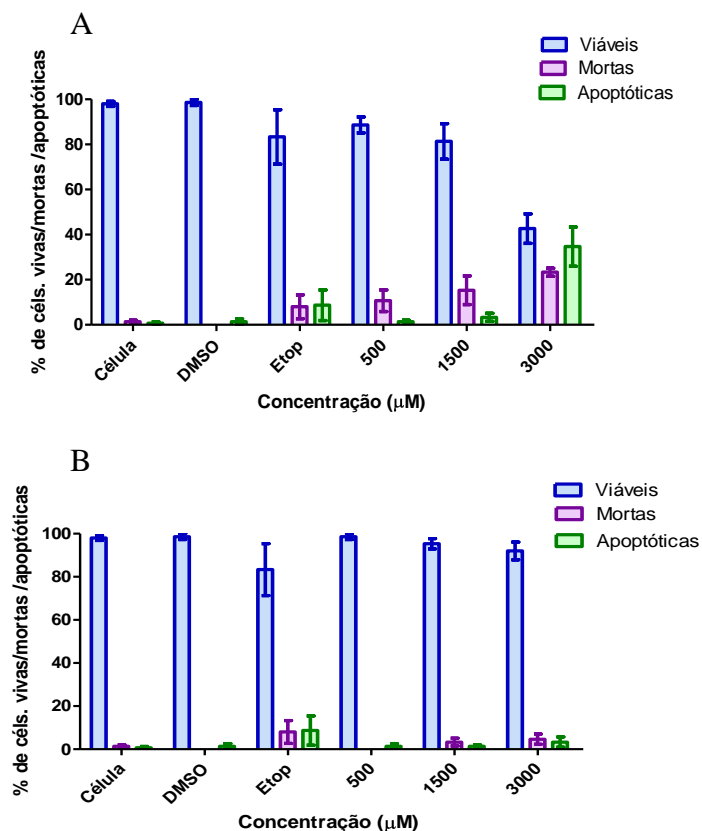 A
Viáveis
Mortas
Apoptóticas
% de céls. vivas/mortas /apoptóticas
100
80
60
40
20
0
Célula
DMSO
Etop
500
1500
3000
Concentração (μM)
B
Viáveis
Mortas
Apoptóticas
% de céls. vivas/mortas /apoptóticas
100
80
60
40
20
0
Célula
DMSO
Etop
500
1500
3000
Concentração (μM)